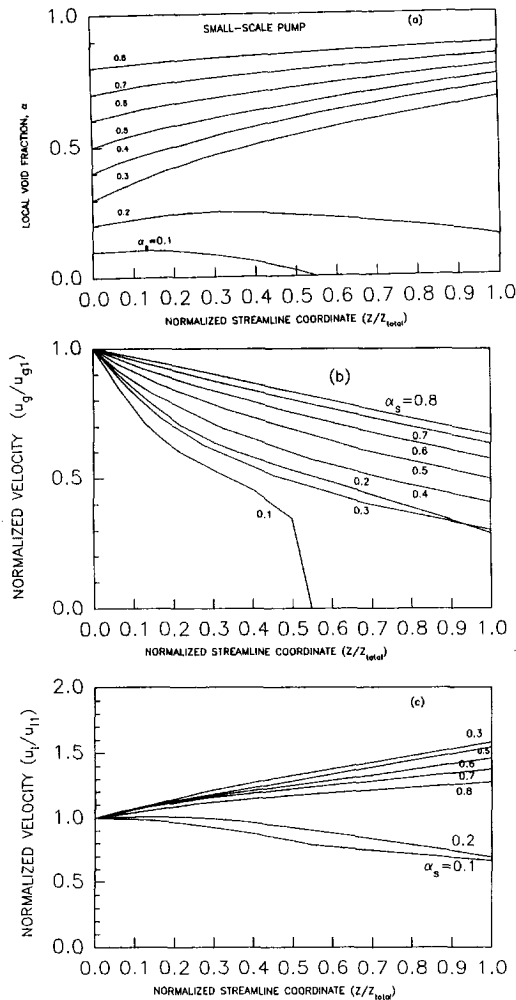 1.0
0.5
0.0
LOCAL VOID FRACTION, α
SMALL-SCALE PUMP
(a)
0.8
0.7
0.6
0.5
0.4
0.3
0.2
αs=0.1
0.0 0.1 0.2 0.3 0.4 0.5 0.6 0.7 0.8 0.9 1.0
NORMALIZED STREAMLINE COORDINATE (Z/Ztotal)
1.0
0.5
0.0
NORMALIZED VELOCITY (ug/ug1)
(b)
αs=0.8
0.7
0.6
0.5
0.2
0.4
0.3
0.1
0.0 0.1 0.2 0.3 0.4 0.5 0.6 0.7 0.8 0.9 1.0
NORMALIZED STREAMLINE COORDINATE (Z/Ztotal)
2.0
1.5
1.0
0.5
0.0
NORMALIZED VELOCITY (ul/ul1)
(c)
0.3
0.5
0.6
0.7
0.8
0.2
αs=0.1
0.0 0.1 0.2 0.3 0.4 0.5 0.6 0.7 0.8 0.9 1.0
NORMALIZED STREAMLINE COORDINATE (Z/Ztotal)